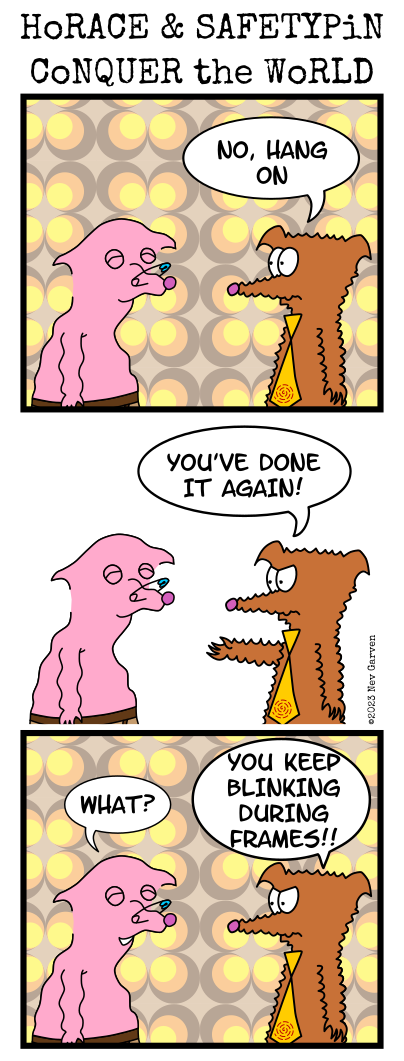 HoRACE & SAFETYPiN
CoNQUER the WoRLD
NO, HANG
ON
YOU'VE DONE
IT AGAIN!
©2023 Nev Garven
WHAT?
YOU KEEP
BLINKING
DURING
FRAMES!!